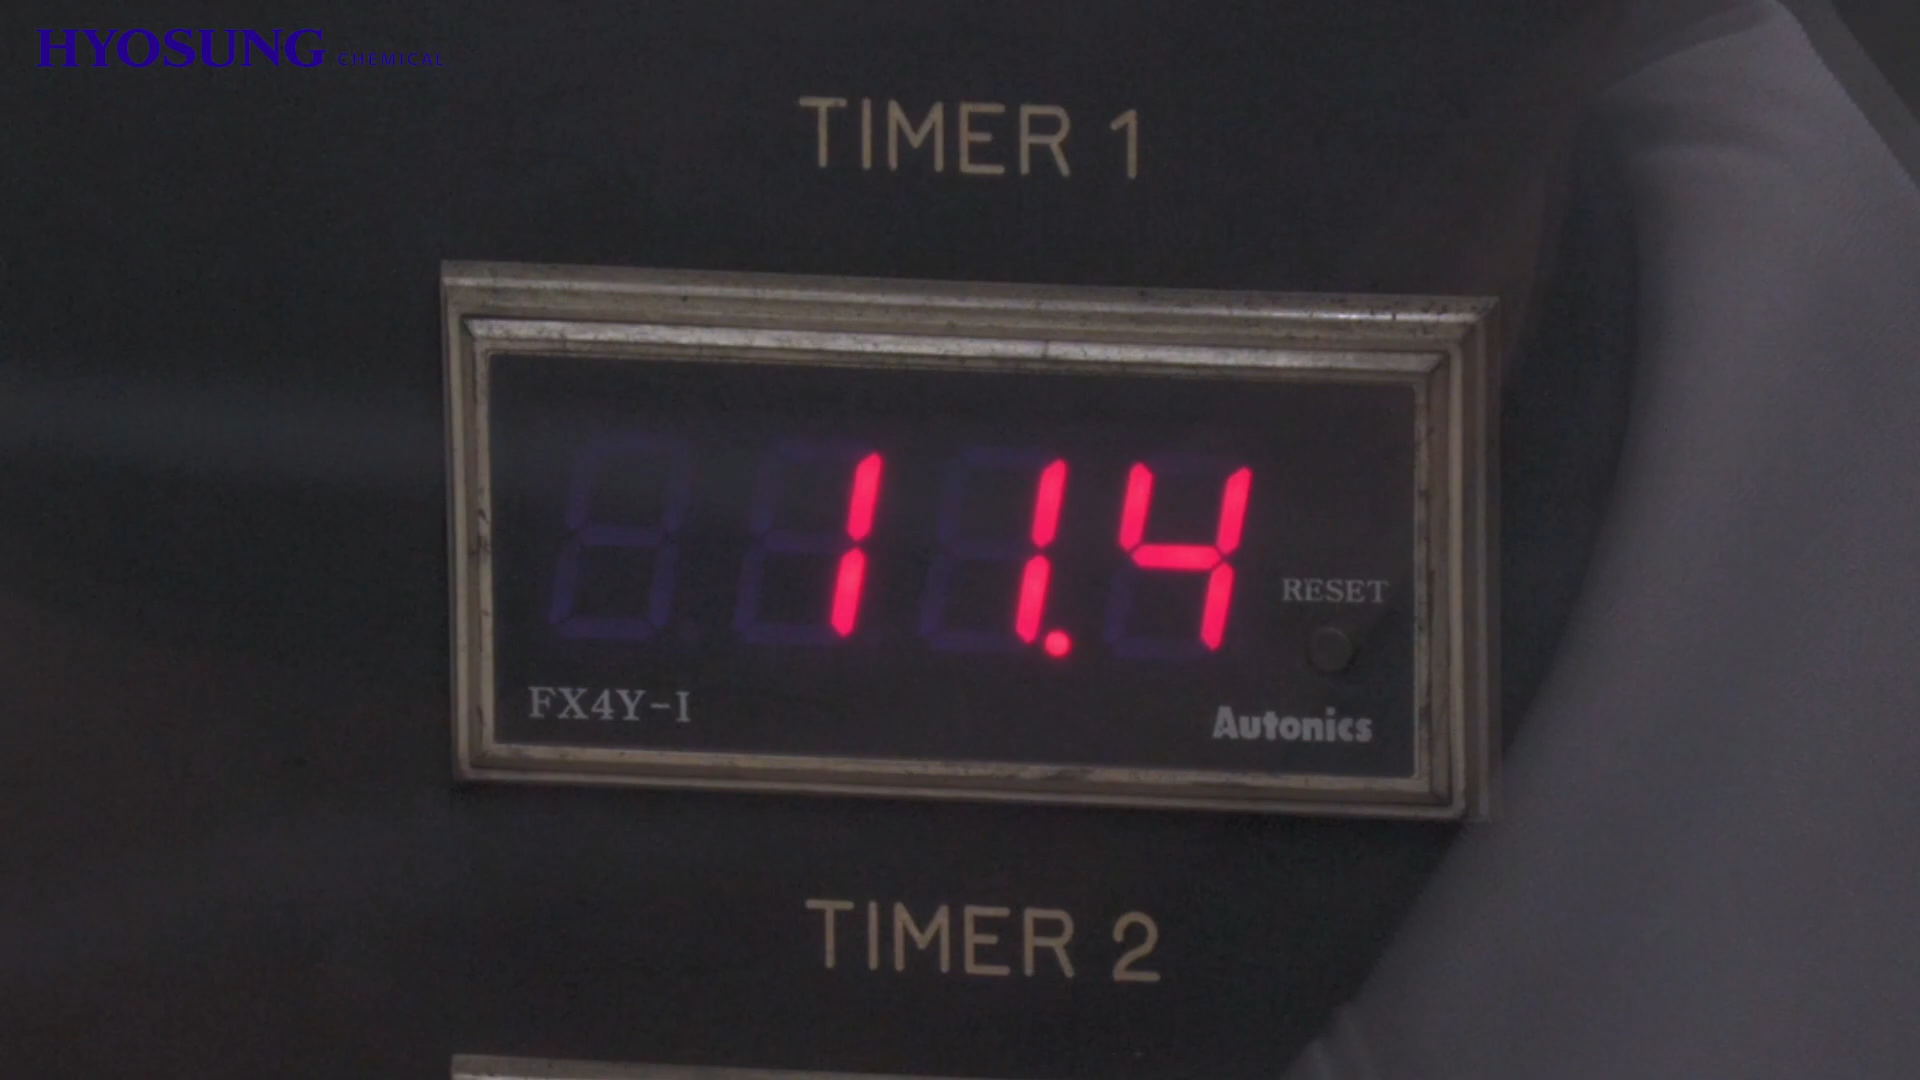 HYOSUNG CHEMICAL
TIMER 1
11.4
RESET
FX4Y-I
Autonics
TIMER 2